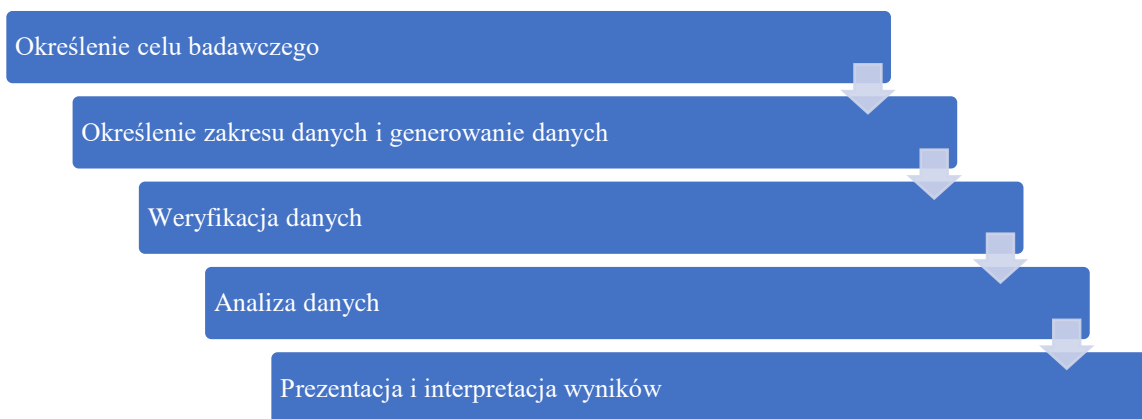 Określenie celu badawczego
Określenie zakresu danych i generowanie danych
Weryfikacja danych
Analiza danych
Prezentacja i interpretacja wyników